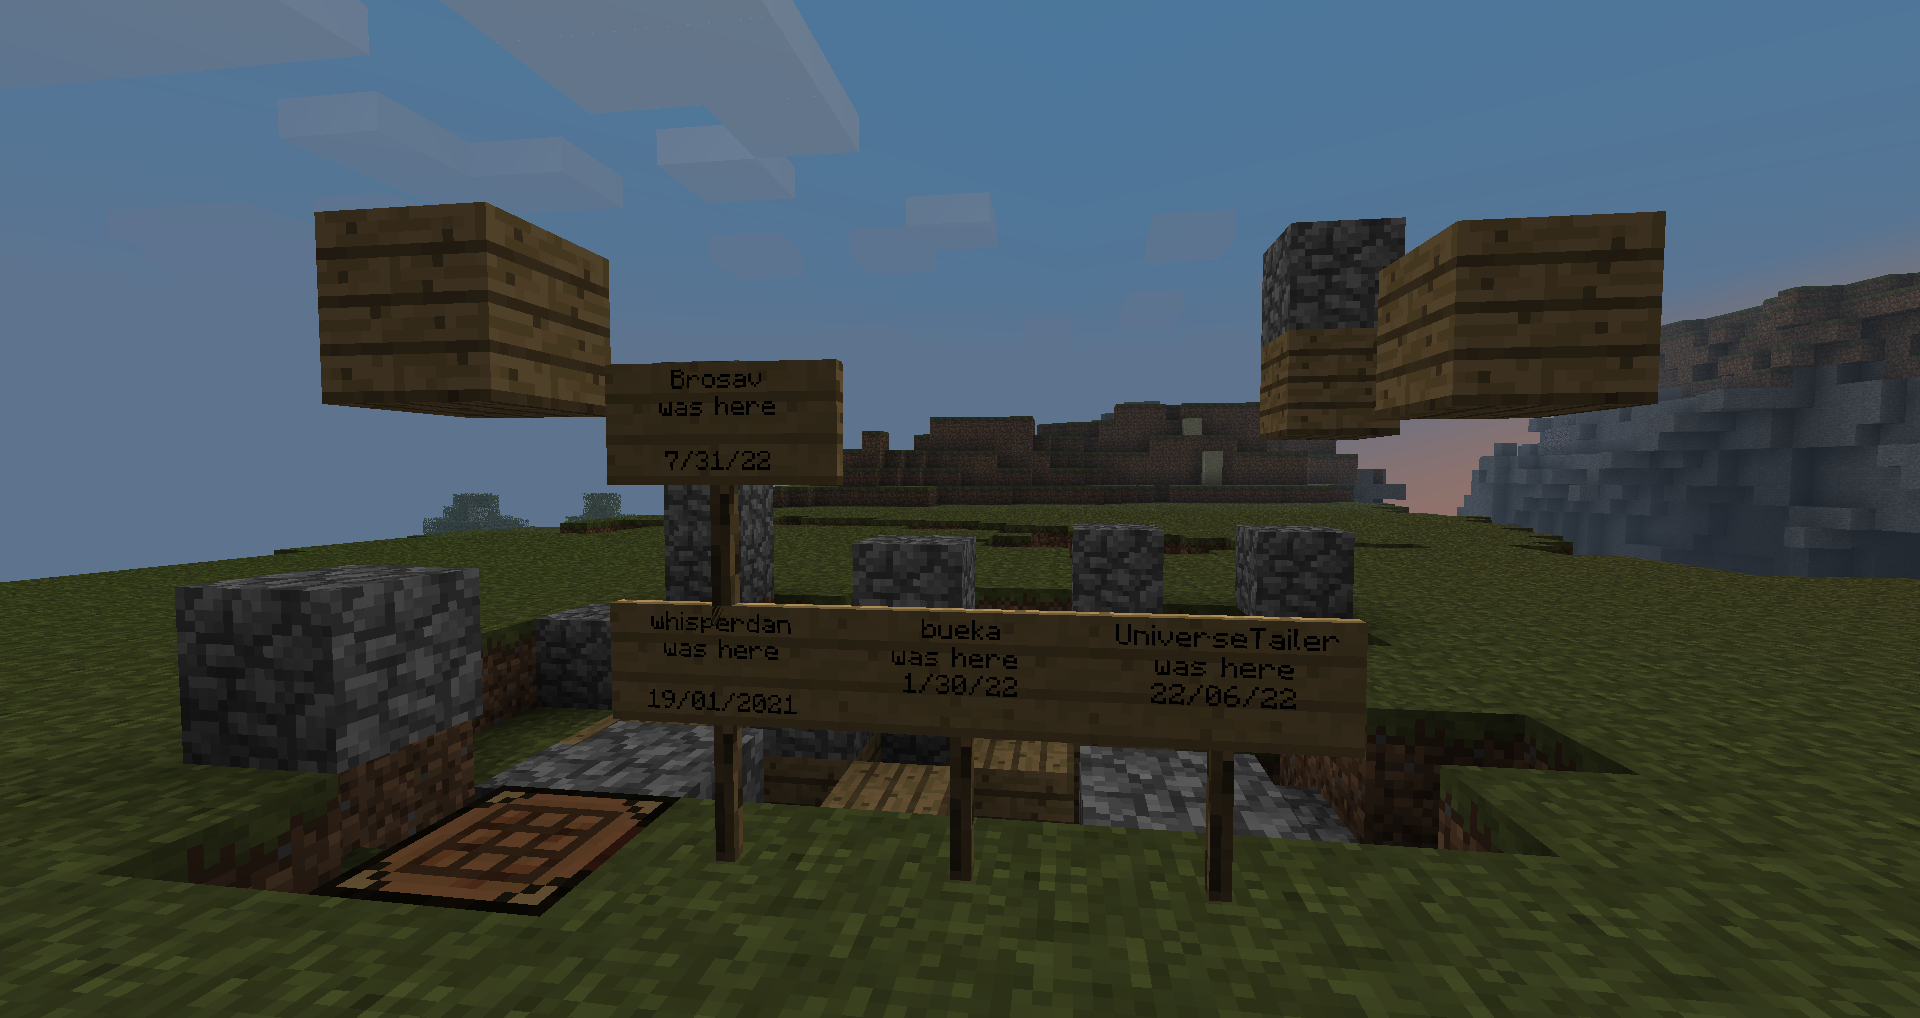 Brosav
was here
7/31/22
whisperdan
was here
19/01/2021
bueka
was here
1/30/22
UniverseTailer
was here
22/06/22